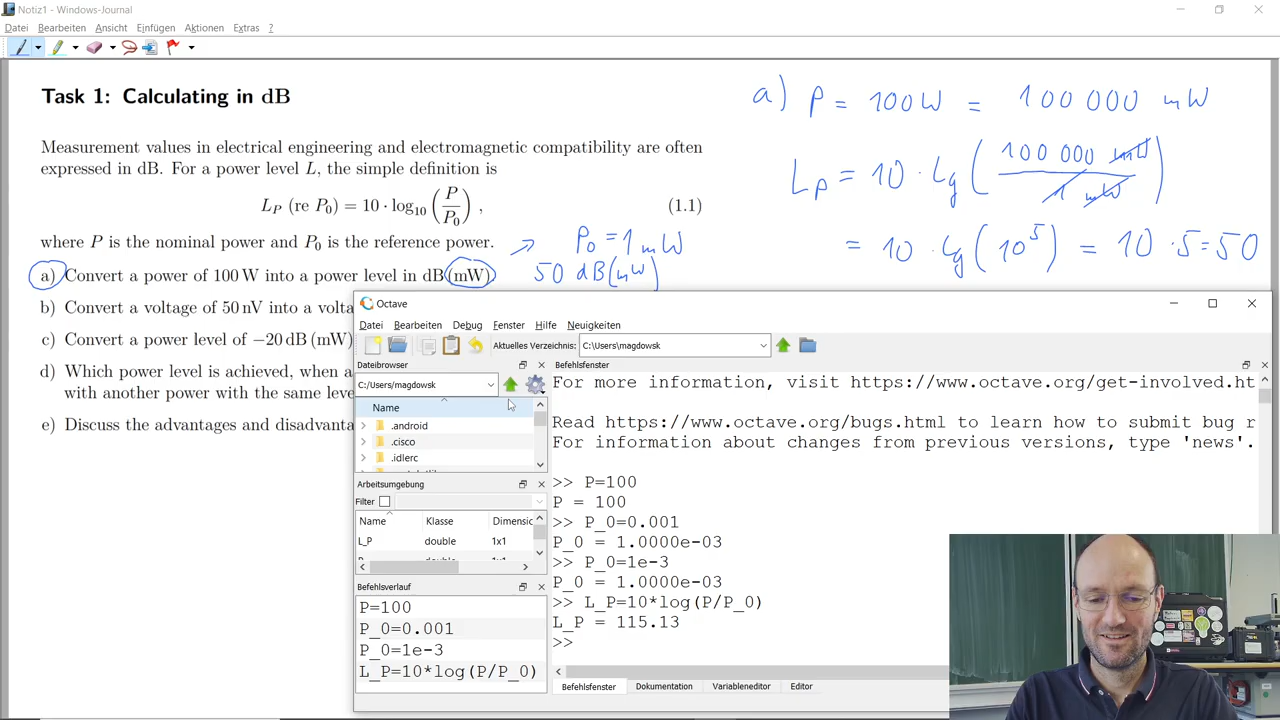 Notiz1 - Windows-Journal
Datei Bearbeiten Ansicht Einfügen Aktionen Extras ?
Task 1: Calculating in dB
Measurement values in electrical engineering and electromagnetic compatibility are often
expressed in dB. For a power level L, the simple definition is
L_P (re P_0) = 10 · log_10 (P/P_0) , (1.1)
where P is the nominal power and P_0 is the reference power.
a) Convert a power of 100 W into a power level in dB (mW).
b) Convert a voltage of 50 nV into a volta
c) Convert a power level of −20 dB (mW)
d) Which power level is achieved, when a
with another power with the same leve
e) Discuss the advantages and disadvanta
a) P = 100W = 100 000 mW
L_P = 10 · lg (100 000 mW / 1 mW)
= 10 · lg (10^5) = 10 · 5 = 50
P_0 = 1 mW
50 dB(mW)
Octave
Datei Bearbeiten Debug Fenster Hilfe Neuigkeiten
Aktuelles Verzeichnis: C:\Users\magdowsk
Dateibrowser
C:/Users/magdowsk
Name
.android
.cisco
.idlerc
Arbeitsumgebung
Filter
Name Klasse Dimensic
L_P double 1x1
double 1x1
Befehlsverlauf
P=100
P_0=0.001
P_0=1e-3
L_P=10*log(P/P_0)
Befehlsfenster
For more information, visit https://www.octave.org/get-involved.ht
Read https://www.octave.org/bugs.html to learn how to submit bug r
For information about changes from previous versions, type 'news'.
>> P=100
P = 100
>> P_0=0.001
P_0 = 1.0000e-03
>> P_0=1e-3
P_0 = 1.0000e-03
>> L_P=10*log(P/P_0)
L_P = 115.13
>>
Befehlsfenster Dokumentation Variableneditor Editor